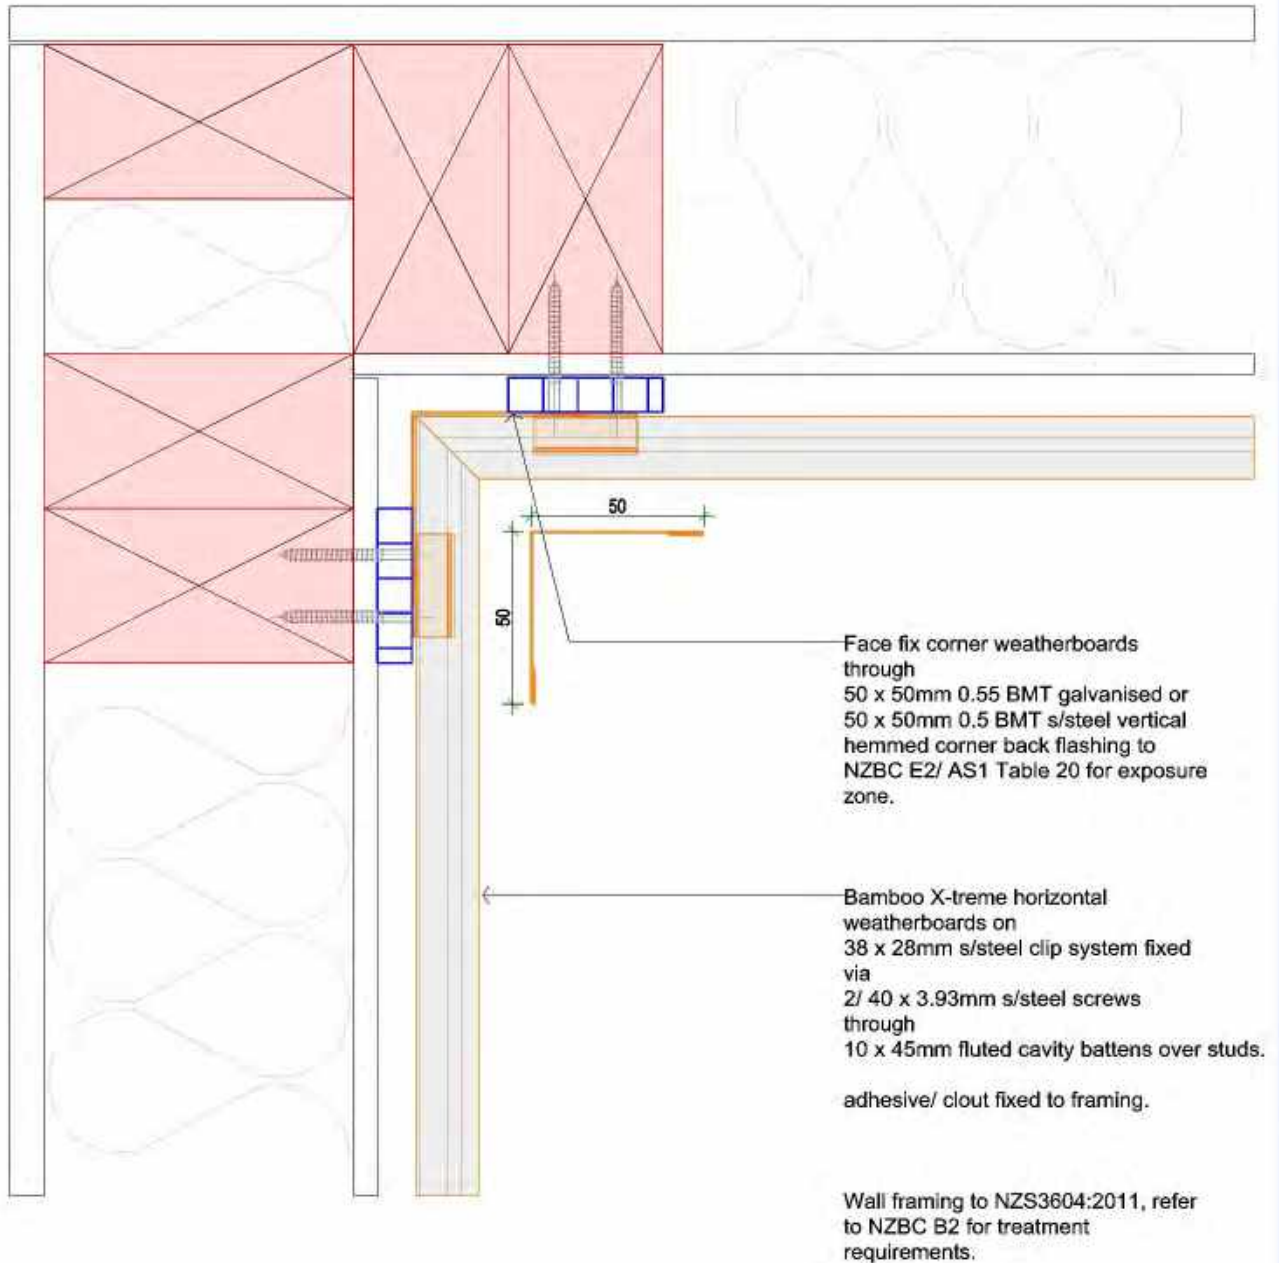 50
50
Face fix corner weatherboards
through
50 x 50mm 0.55 BMT galvanised or
50 x 50mm 0.5 BMT s/steel vertical
hemmed corner back flashing to
NZBC E2/ AS1 Table 20 for exposure
zone.
Bamboo X-treme horizontal
weatherboards on
38 x 28mm s/steel clip system fixed
via
2/ 40 x 3.93mm s/steel screws
through
10 x 45mm fluted cavity battens over studs.
adhesive/ clout fixed to framing.
Wall framing to NZS3604:2011, refer
to NZBC B2 for treatment
requirements.